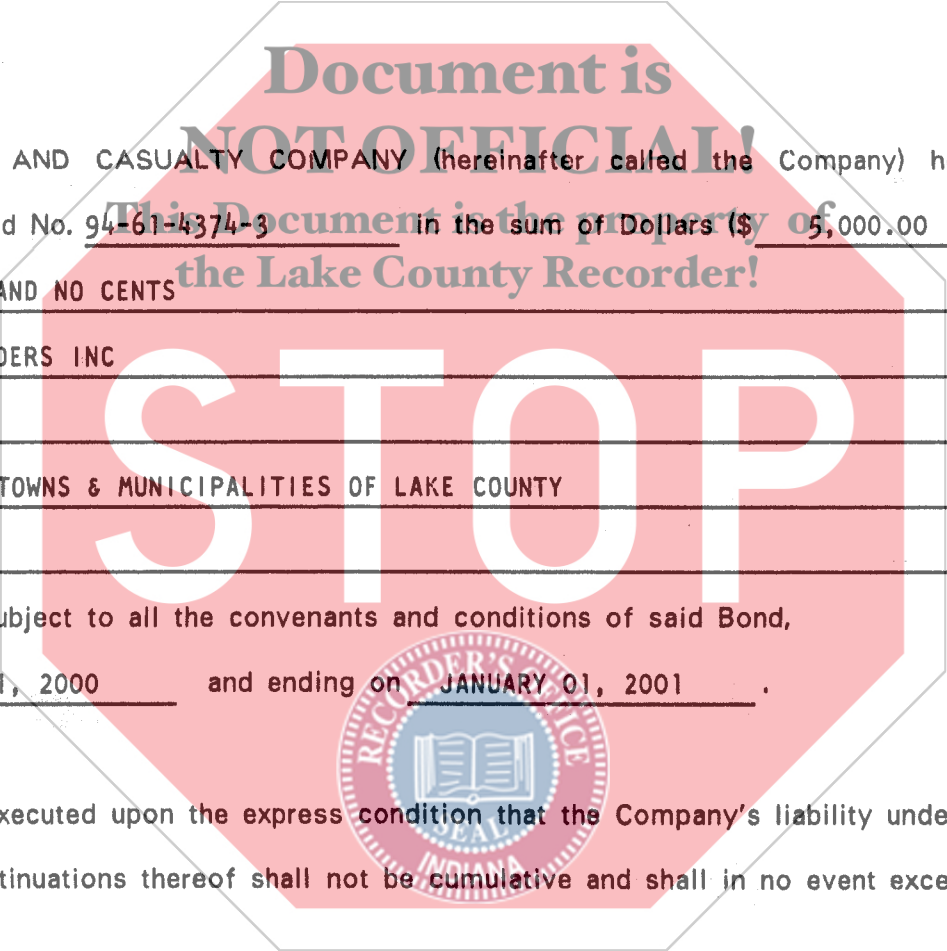 Document is
NOT OFFICIAL!
AND CASUALTY COMPANY (hereinafter called the Company) h
This Document is the property of
d No. 94-61-4374-3 in the sum of Dollars ($ 5,000.00
the Lake County Recorder!
AND NO CENTS
DERS INC
STOP
TOWNS & MUNICIPALITIES OF LAKE COUNTY
ubject to all the convenants and conditions of said Bond,
1, 2000 and ending on JANUARY 01, 2001 .
RECORDER'S OFFICE
SEAL
INDIANA
xecuted upon the express condition that the Company's liability unde
tinuations thereof shall not be cumulative and shall in no event exce